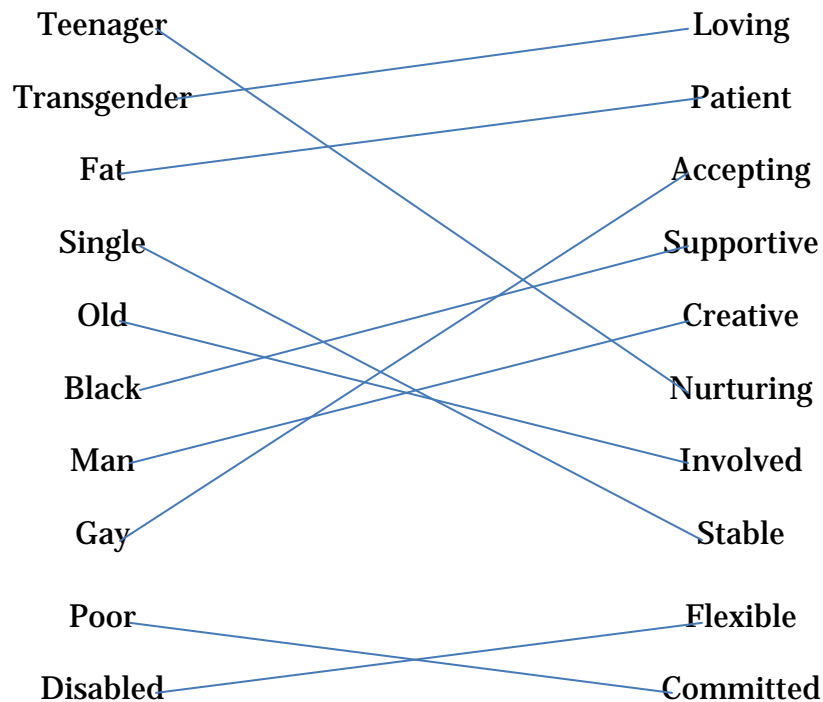 Teenager Loving
Transgender Patient
Fat Accepting
Single Supportive
Old Creative
Black Nurturing
Man Involved
Gay Stable
Poor Flexible
Disabled Committed